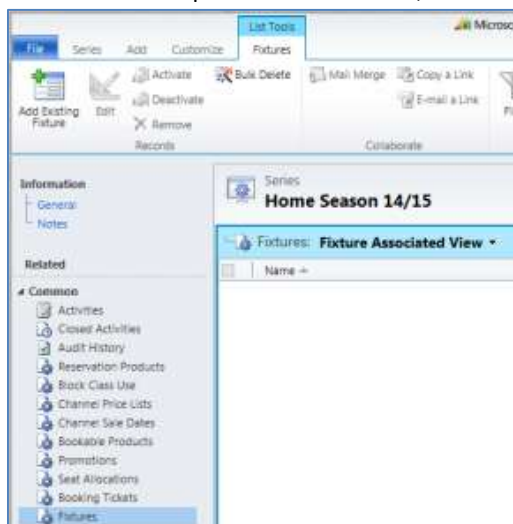 List Tools
Microso
File Series Add Customize Fixtures
Add Existing Fixture
Edit
Activate
Deactivate
Remove
Bulk Delete
Mail Merge
Copy a Link
E-mail a Link
Records
Collaborate
Information
General
Notes
Related
Common
Activities
Closed Activities
Audit History
Reservation Products
Block Class Use
Channel Price Lists
Channel Sale Dates
Bookable Products
Promotions
Seat Allocations
Booking Tickets
Fixtures
Series
Home Season 14/15
Fixtures: Fixture Associated View
Name